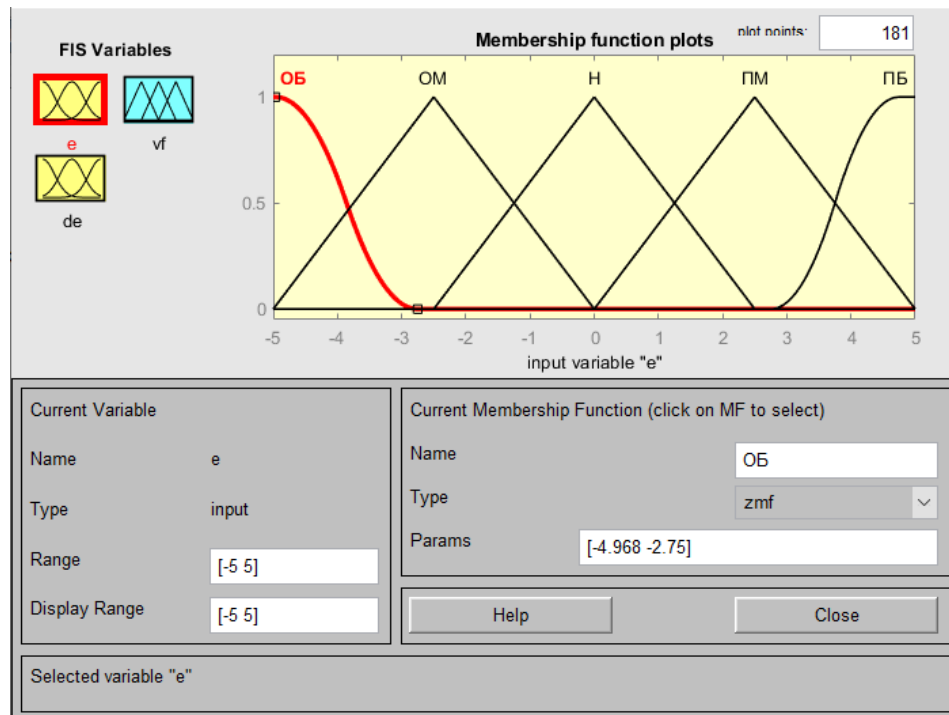 FIS Variables
e
vf
de
Membership function plots
plot points:
181
ОБ
ОМ
Н
ПМ
ПБ
1
0.5
0
-5 -4 -3 -2 -1 0 1 2 3 4 5
input variable "e"
Current Variable
Name e
Type input
Range [-5 5]
Display Range [-5 5]
Current Membership Function (click on MF to select)
Name ОБ
Type zmf
Params [-4.968 -2.75]
Help Close
Selected variable "e"